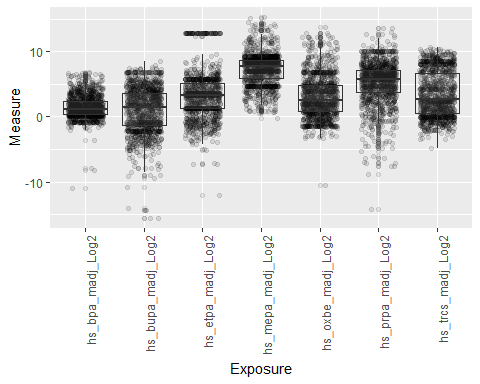 10
0
-10
Measure
hs_bpa_madj_Log2
hs_bupa_madj_Log2
hs_etpa_madj_Log2
hs_mepa_madj_Log2
hs_oxbe_madj_Log2
hs_prpa_madj_Log2
hs_trcs_madj_Log2
Exposure